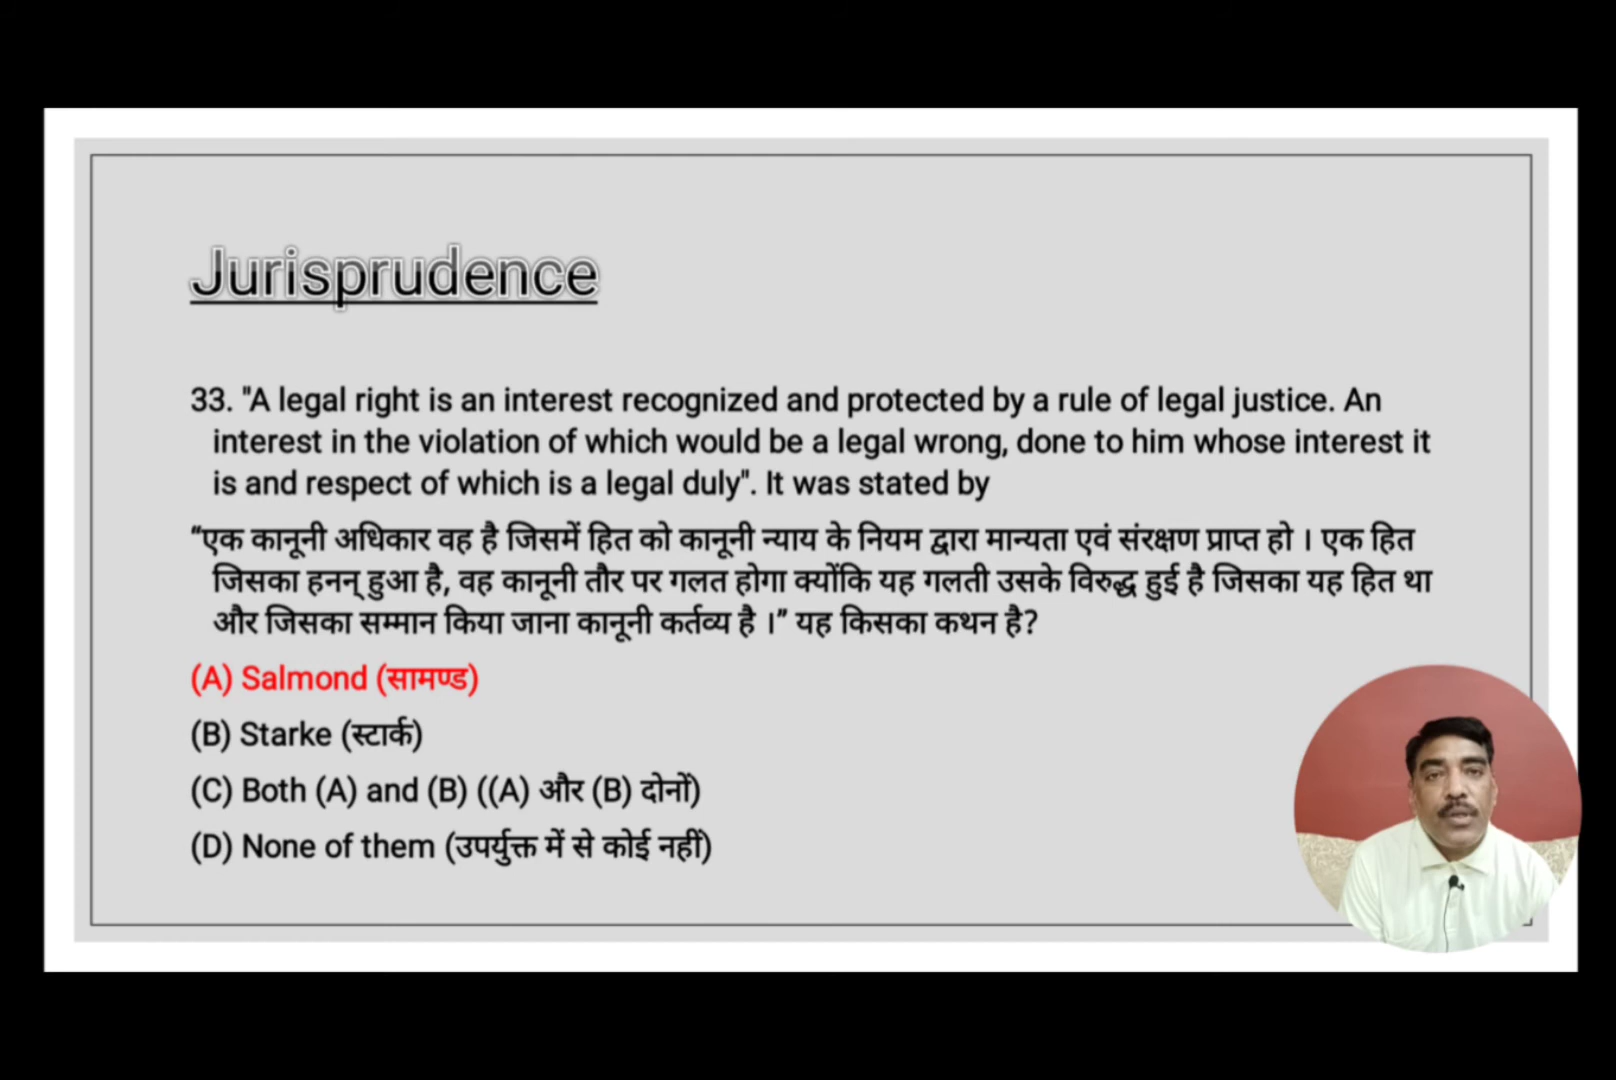 Jurisprudence
33. "A legal right is an interest recognized and protected by a rule of legal justice. An
interest in the violation of which would be a legal wrong, done to him whose interest it
is and respect of which is a legal duly". It was stated by
“एक कानूनी अधिकार वह है जिसमें हित को कानूनी न्याय के नियम द्वारा मान्यता एवं संरक्षण प्राप्त हो । एक हित
जिसका हनन् हुआ है, वह कानूनी तौर पर गलत होगा क्योंकि यह गलती उसके विरुद्ध हुई है जिसका यह हित था
और जिसका सम्मान किया जाना कानूनी कर्तव्य है ।” यह किसका कथन है?
(A) Salmond (सामण्ड)
(B) Starke (स्टार्क)
(C) Both (A) and (B) ((A) और (B) दोनों)
(D) None of them (उपर्युक्त में से कोई नहीं)